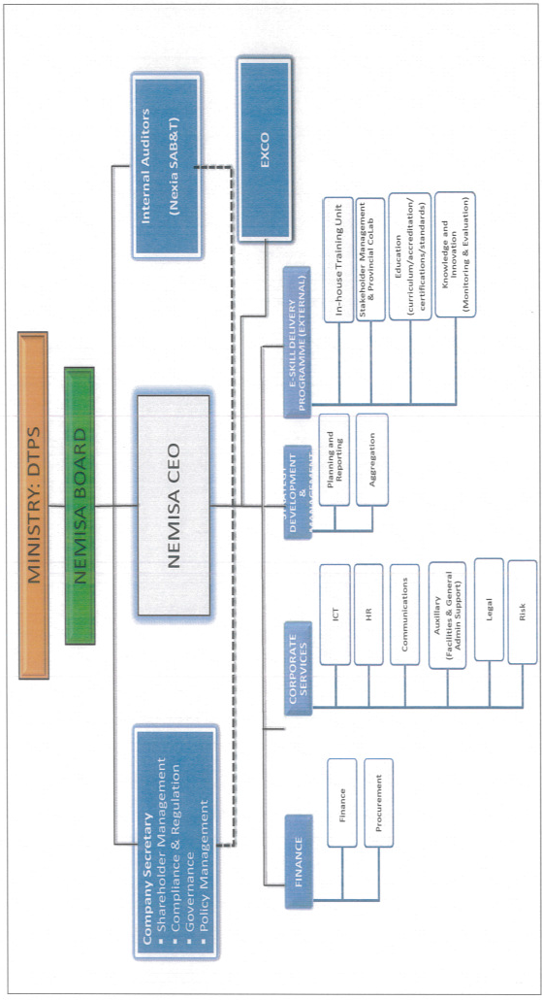 MINISTRY: DTPS
NEMISA BOARD
Company Secretary
▪ Shareholder Management
▪ Compliance & Regulation
▪ Governance
▪ Policy Management
NEMISA CEO
Internal Auditors
(Nexia SAB&T)
EXCO
FINANCE
Finance
Procurement
CORPORATE
SERVICES
ICT
HR
Communications
Auxillary
(Facilities & General
Admin Support)
Legal
Risk
DEVELOPMENT
&
MANAGEMENT
Planning and
Reporting
Aggregation
E-SKILLDELIVERY
PROGRAMME (EXTERNAL)
In-house Training Unit
Stakeholder Management
& Provincial CoLab
Education
(curriculum/accreditation/
certifications/standards)
Knowledge and
Innovation
(Monitoring & Evaluation)